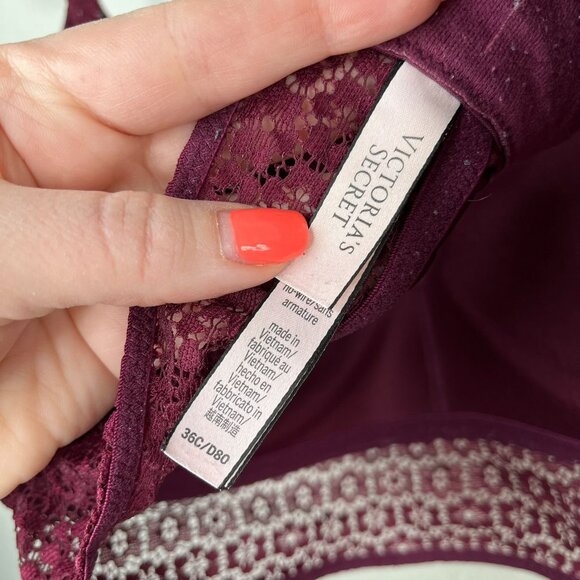 VICTORIA'S
SECRET
no-wire/sans
armature
made in
Vietnam/
fabriqué au
Vietnam/
hecho en
Vietnam/
fabbricato in
Vietnam/
越南制造
36C/D80